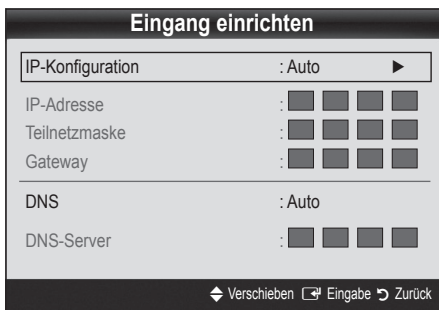 Eingang einrichten
IP-Konfiguration : Auto ►
IP-Adresse :
Teilnetzmaske :
Gateway :
DNS : Auto
DNS-Server :
Verschieben Eingabe Zurück